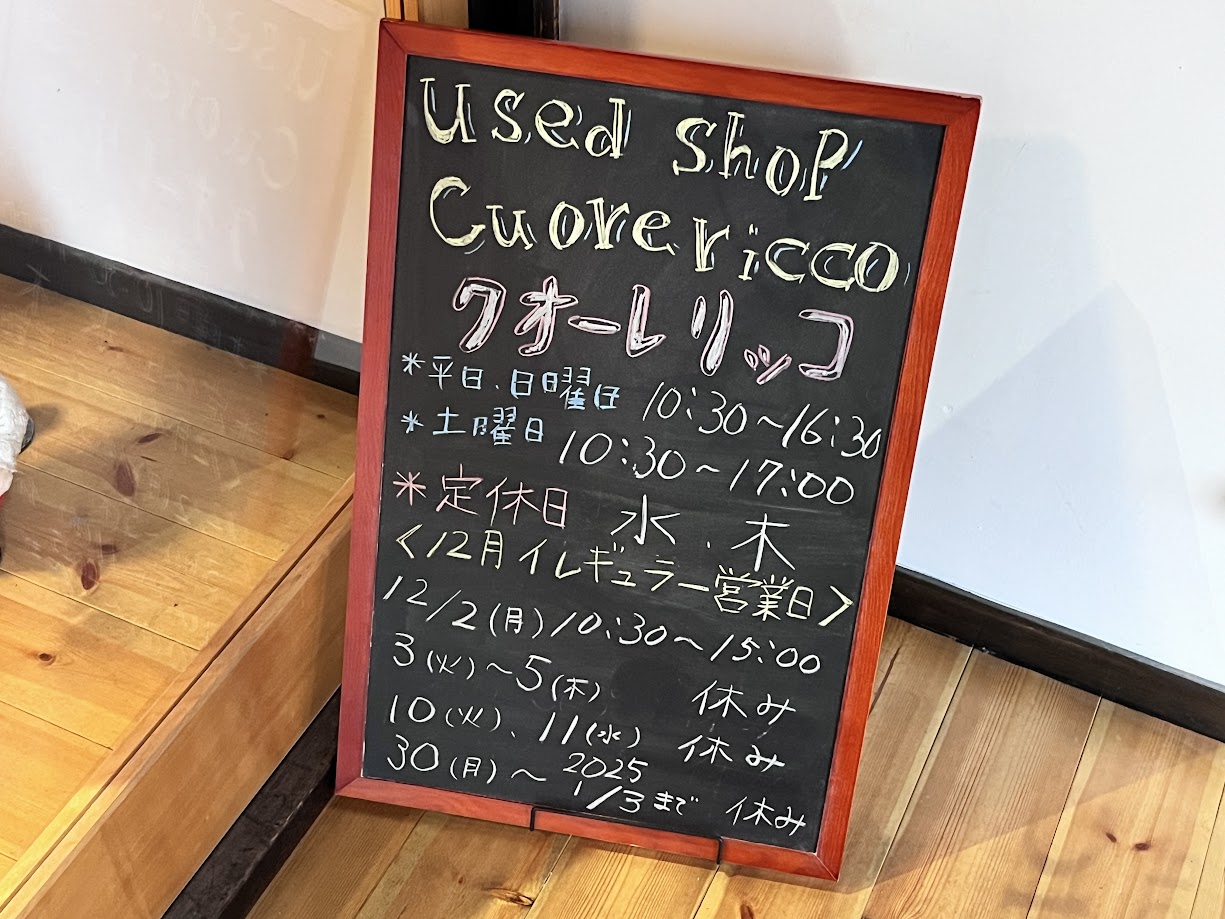 used shop
Cuorericco
クオーレリッコ
*平日、日曜日 10:30~16:30
*土曜日 10:30~17:00
*定休日 水、木
<12月イレギュラー営業日>
12/2(月)10:30~15:00
3(火)~5(木) 休み
10(火)、11(水) 休み
30(月)~2025 1/3まで 休み